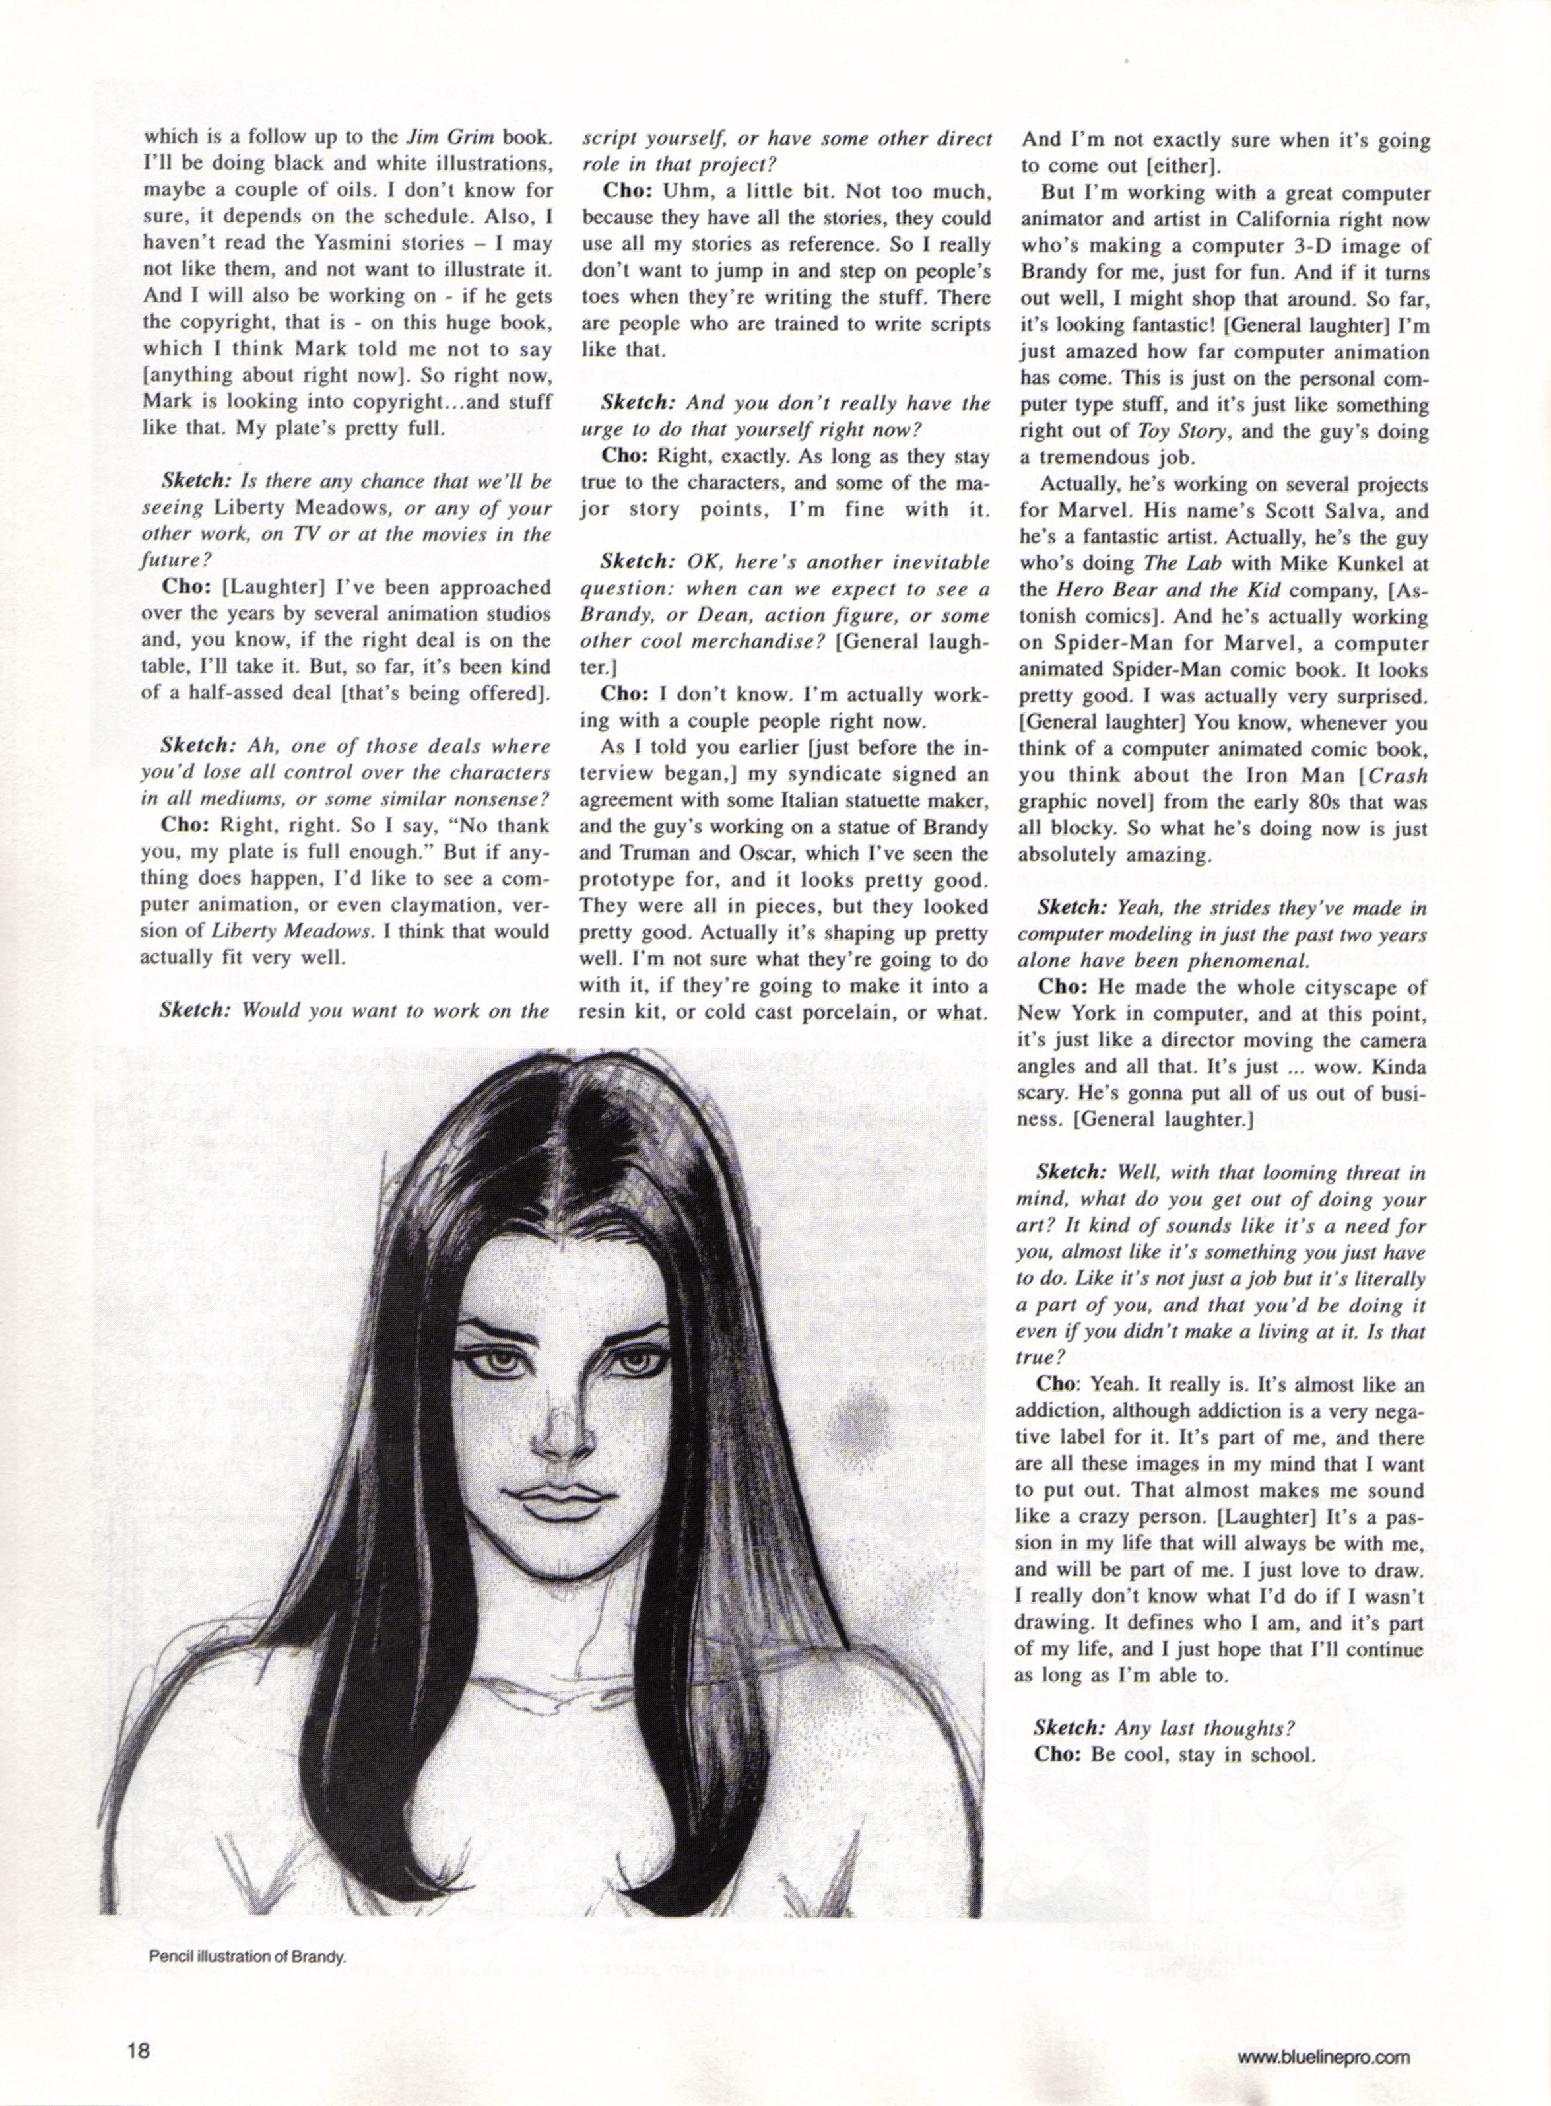 which is a follow up to the Jim Grim book.
I'll be doing black and white illustrations,
maybe a couple of oils. I don't know for
sure, it depends on the schedule. Also, I
haven't read the Yasmini stories – I may
not like them, and not want to illustrate it.
And I will also be working on - if he gets
the copyright, that is - on this huge book,
which I think Mark told me not to say
[anything about right now]. So right now,
Mark is looking into copyright...and stuff
like that. My plate's pretty full.
Sketch: Is there any chance that we'll be
seeing Liberty Meadows, or any of your
other work, on TV or at the movies in the
future?
Cho: [Laughter] I've been approached
over the years by several animation studios
and, you know, if the right deal is on the
table, I'll take it. But, so far, it's been kind
of a half-assed deal [that's being offered].
Sketch: Ah, one of those deals where
you'd lose all control over the characters
in all mediums, or some similar nonsense?
Cho: Right, right. So I say, “No thank
you, my plate is full enough.” But if any-
thing does happen, I'd like to see a com-
puter animation, or even claymation, ver-
sion of Liberty Meadows. I think that would
actually fit very well.
Sketch: Would you want to work on the
script yourself, or have some other direct
role in that project?
Cho: Uhm, a little bit. Not too much,
because they have all the stories, they could
use all my stories as reference. So I really
don't want to jump in and step on people's
toes when they're writing the stuff. There
are people who are trained to write scripts
like that.
Sketch: And you don't really have the
urge to do that yourself right now?
Cho: Right, exactly. As long as they stay
true to the characters, and some of the ma-
jor story points, I'm fine with it.
Sketch: OK, here's another inevitable
question: when can we expect to see a
Brandy, or Dean, action figure, or some
other cool merchandise? [General laugh-
ter.]
Cho: I don't know. I'm actually work-
ing with a couple people right now.
As I told you earlier [just before the in-
terview began,] my syndicate signed an
agreement with some Italian statuette maker,
and the guy's working on a statue of Brandy
and Truman and Oscar, which I've seen the
prototype for, and it looks pretty good.
They were all in pieces, but they looked
pretty good. Actually it's shaping up pretty
well. I'm not sure what they're going to do
with it, if they're going to make it into a
resin kit, or cold cast porcelain, or what.
And I'm not exactly sure when it's going
to come out [either].
But I'm working with a great computer
animator and artist in California right now
who's making a computer 3-D image of
Brandy for me, just for fun. And if it turns
out well, I might shop that around. So far,
it's looking fantastic! [General laughter] I'm
just amazed how far computer animation
has come. This is just on the personal com-
puter type stuff, and it's just like something
right out of Toy Story, and the guy's doing
a tremendous job.
Actually, he's working on several projects
for Marvel. His name's Scott Salva, and
he's a fantastic artist. Actually, he's the guy
who's doing The Lab with Mike Kunkel at
the Hero Bear and the Kid company, [As-
tonish comics]. And he's actually working
on Spider-Man for Marvel, a computer
animated Spider-Man comic book. It looks
pretty good. I was actually very surprised.
[General laughter] You know, whenever you
think of a computer animated comic book,
you think about the Iron Man [Crash
graphic novel] from the early 80s that was
all blocky. So what he's doing now is just
absolutely amazing.
Sketch: Yeah, the strides they've made in
computer modeling in just the past two years
alone have been phenomenal.
Cho: He made the whole cityscape of
New York in computer, and at this point,
it's just like a director moving the camera
angles and all that. It's just ... wow. Kinda
scary. He's gonna put all of us out of busi-
ness. [General laughter.]
Sketch: Well, with that looming threat in
mind, what do you get out of doing your
art? It kind of sounds like it's a need for
you, almost like it's something you just have
to do. Like it's not just a job but it's literally
a part of you, and that you'd be doing it
even if you didn't make a living at it. Is that
true?
Cho: Yeah. It really is. It's almost like an
addiction, although addiction is a very nega-
tive label for it. It's part of me, and there
are all these images in my mind that I want
to put out. That almost makes me sound
like a crazy person. [Laughter] It's a pas-
sion in my life that will always be with me,
and will be part of me. I just love to draw.
I really don't know what I'd do if I wasn't
drawing. It defines who I am, and it's part
of my life, and I just hope that I'll continue
as long as I'm able to.
Sketch: Any last thoughts?
Cho: Be cool, stay in school.
Pencil illustration of Brandy.
18
www.bluelinepro.com